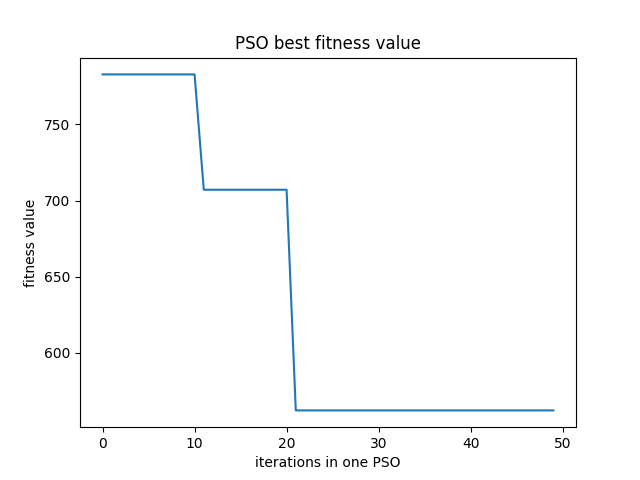 PSO best fitness value
fitness value
750
700
650
600
0 10 20 30 40 50
iterations in one PSO